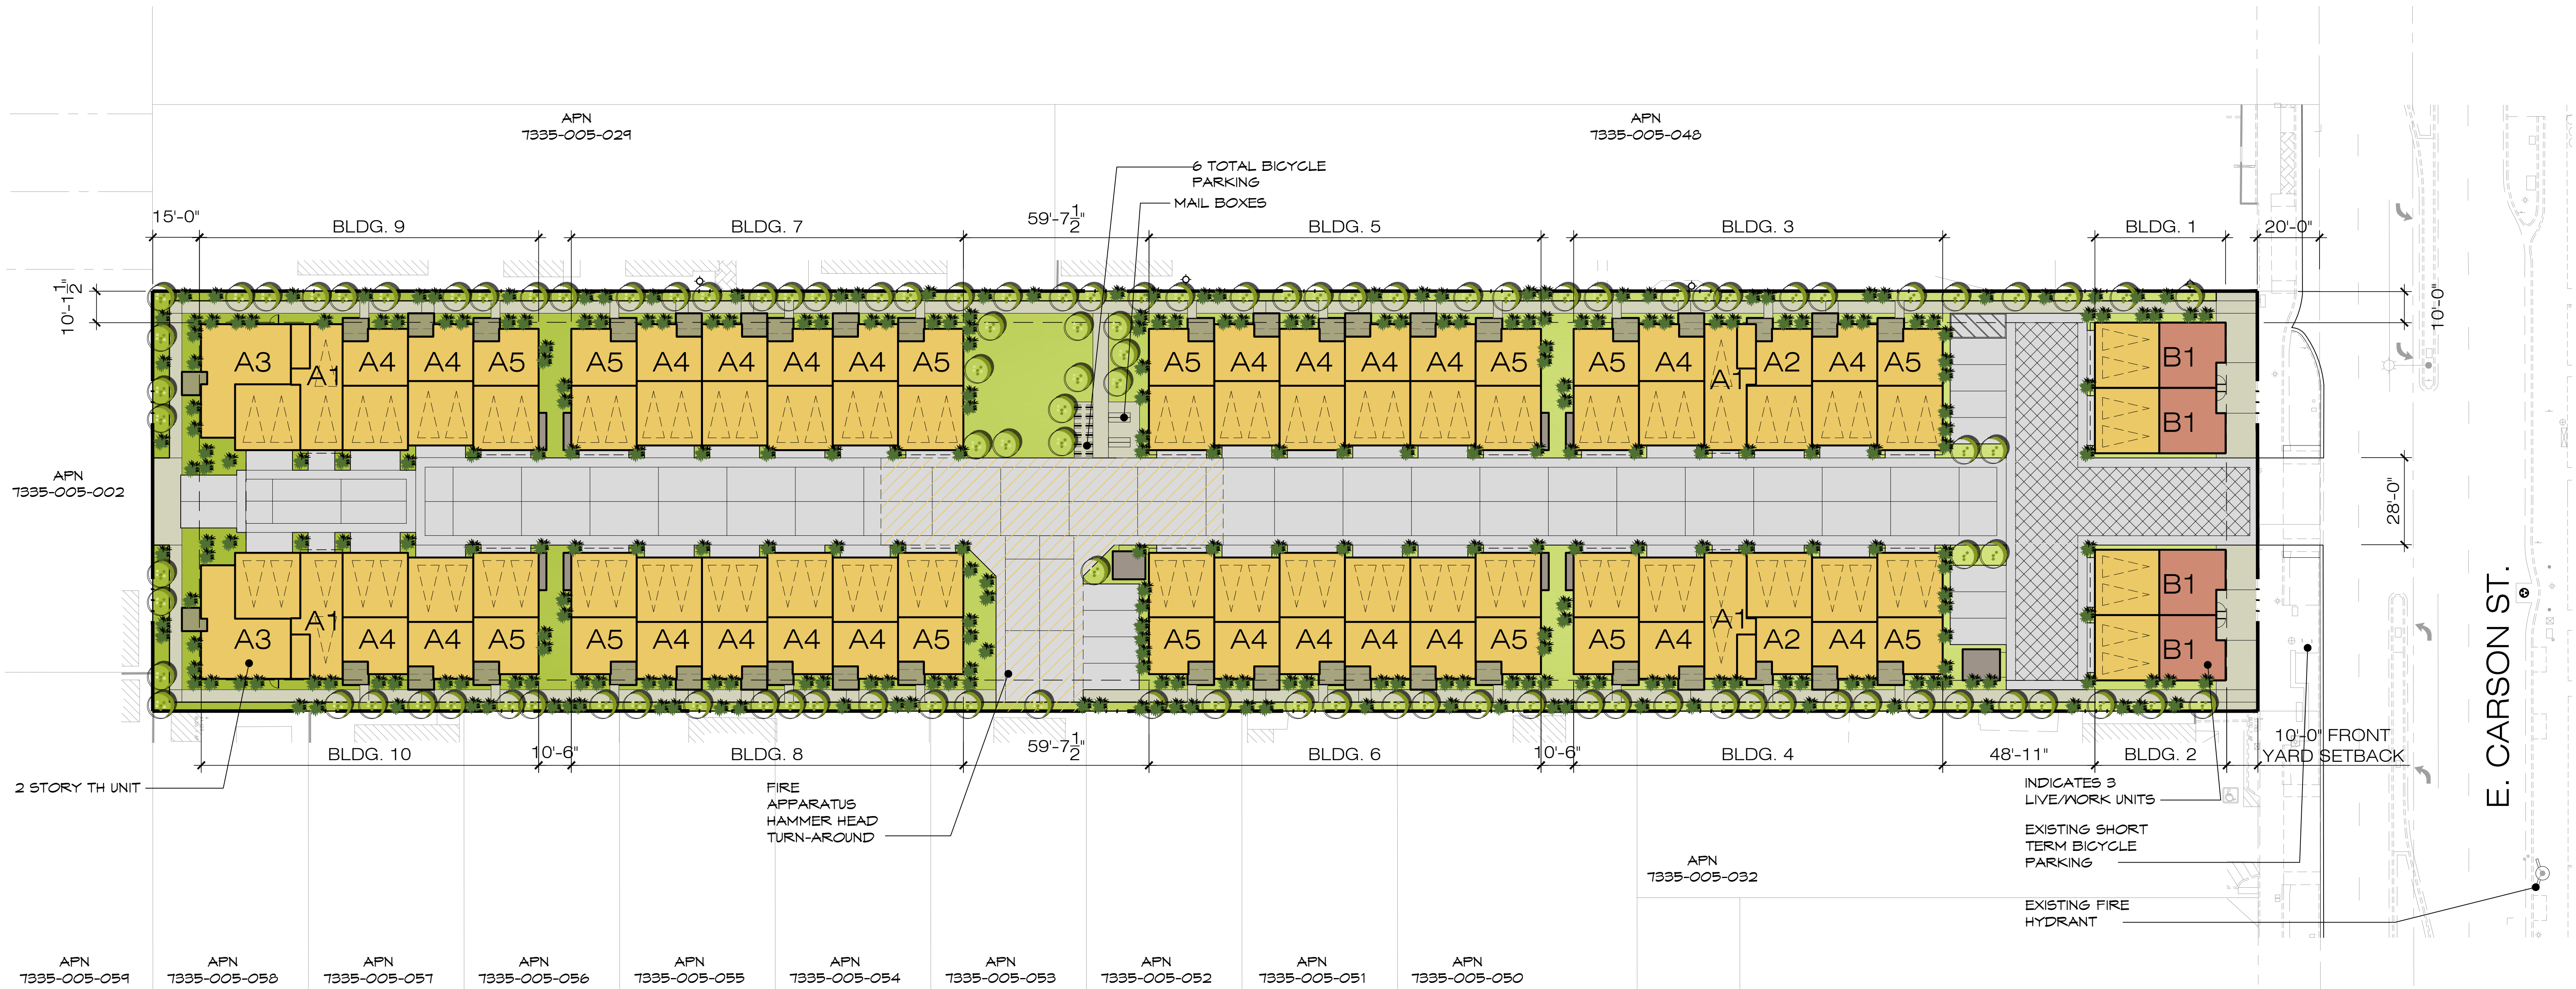 APN
7335-005-029
APN
7335-005-048
6 TOTAL BICYCLE
PARKING
MAIL BOXES
15'-0"
BLDG. 9
BLDG. 7
59'-7 1/2"
BLDG. 5
BLDG. 3
BLDG. 1
20'-0"
10'-1 1/2"
10'-0"
A3
A1
A4
A4
A5
A5
A4
A4
A4
A4
A5
A5
A4
A4
A4
A4
A5
A5
A4
A1
A2
A4
A5
B1
B1
APN
7335-005-002
28'-0"
E. CARSON ST.
A3
A1
A4
A4
A5
A5
A4
A4
A4
A4
A5
A5
A4
A4
A4
A4
A5
A5
A4
A1
A2
A4
A5
B1
B1
BLDG. 10
10'-6"
BLDG. 8
59'-7 1/2"
BLDG. 6
10'-6"
BLDG. 4
48'-11"
BLDG. 2
10'-0" FRONT
YARD SETBACK
2 STORY TH UNIT
FIRE
APPARATUS
HAMMER HEAD
TURN-AROUND
INDICATES 3
LIVE/WORK UNITS
EXISTING SHORT
TERM BICYCLE
PARKING
EXISTING FIRE
HYDRANT
APN
7335-005-032
APN
7335-005-059
APN
7335-005-058
APN
7335-005-057
APN
7335-005-056
APN
7335-005-055
APN
7335-005-054
APN
7335-005-053
APN
7335-005-052
APN
7335-005-051
APN
7335-005-050